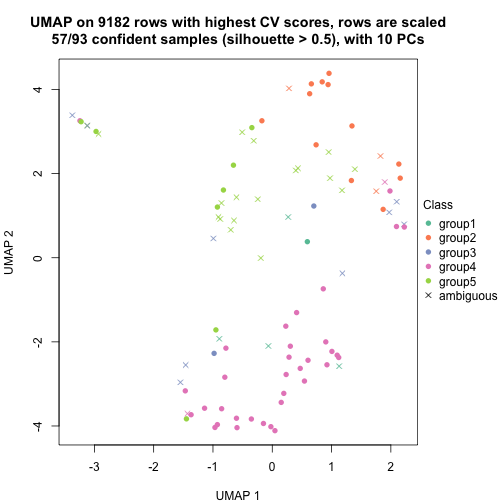 UMAP on 9182 rows with highest CV scores, rows are scaled
57/93 confident samples (silhouette > 0.5), with 10 PCs
UMAP 2
4
2
0
-2
-4
-3
-2
-1
0
1
2
UMAP 1
Class
group1
group2
group3
group4
group5
ambiguous